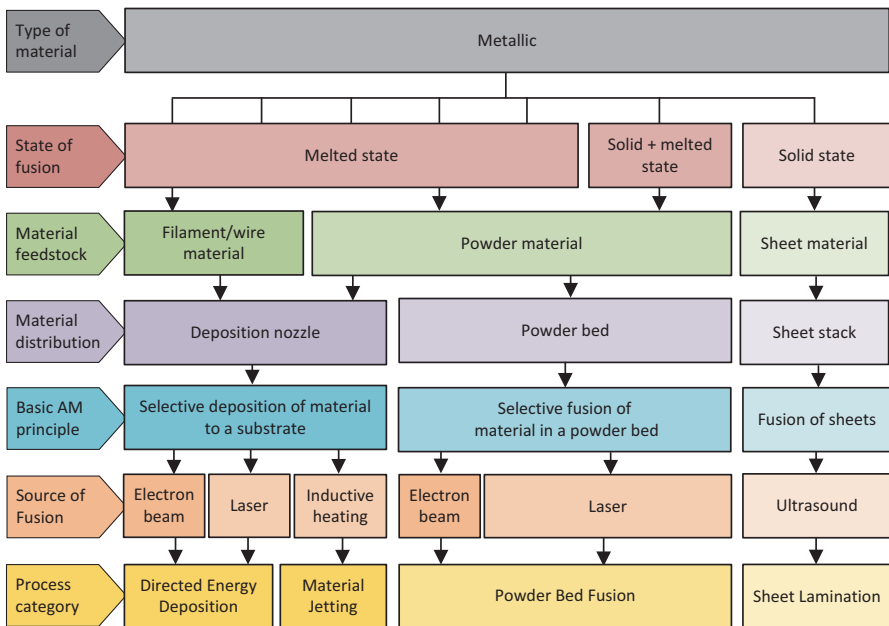 Type of
material
Metallic
State of
fusion
Melted state
Solid + melted
state
Solid state
Material
feedstock
Filament/wire
material
Powder material
Sheet material
Material
distribution
Deposition nozzle
Powder bed
Sheet stack
Basic AM
principle
Selective deposition of material
to a substrate
Selective fusion of
material in a powder bed
Fusion of sheets
Source of
Fusion
Electron
beam
Laser
Inductive
heating
Electron
beam
Laser
Ultrasound
Process
category
Directed Energy
Deposition
Material
Jetting
Powder Bed Fusion
Sheet Lamination